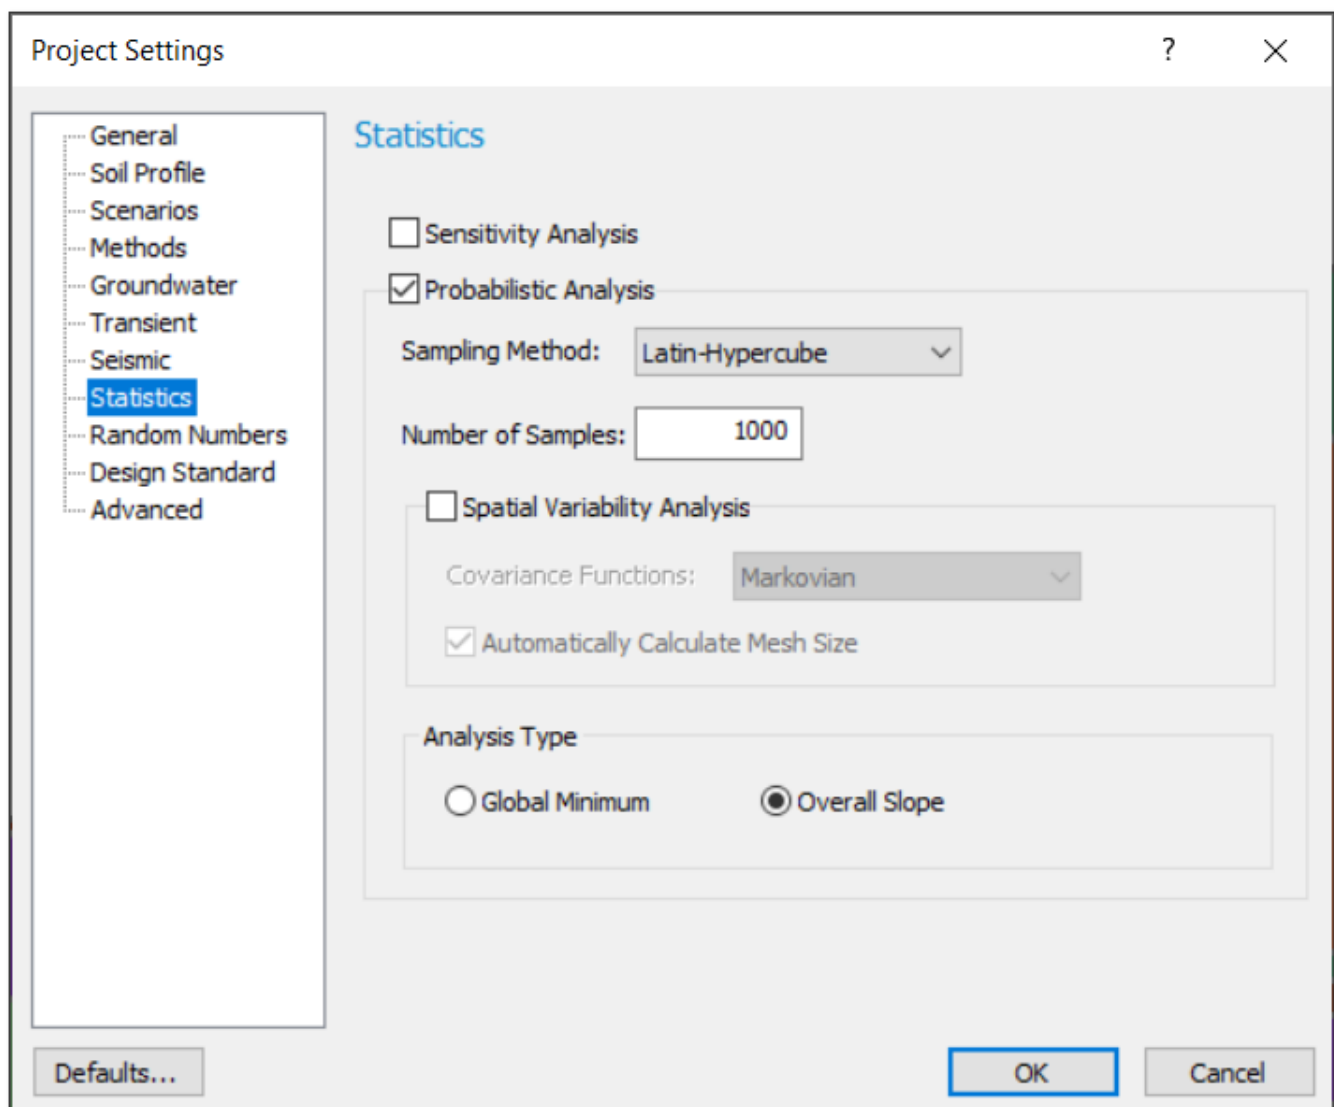 Project Settings
?
General
Soil Profile
Scenarios
Methods
Groundwater
Transient
Seismic
Statistics
Random Numbers
Design Standard
Advanced
Statistics
Sensitivity Analysis
Probabilistic Analysis
Sampling Method: Latin-Hypercube
Number of Samples: 1000
Spatial Variability Analysis
Covariance Functions: Markovian
Automatically Calculate Mesh Size
Analysis Type
Global Minimum Overall Slope
Defaults... OK Cancel